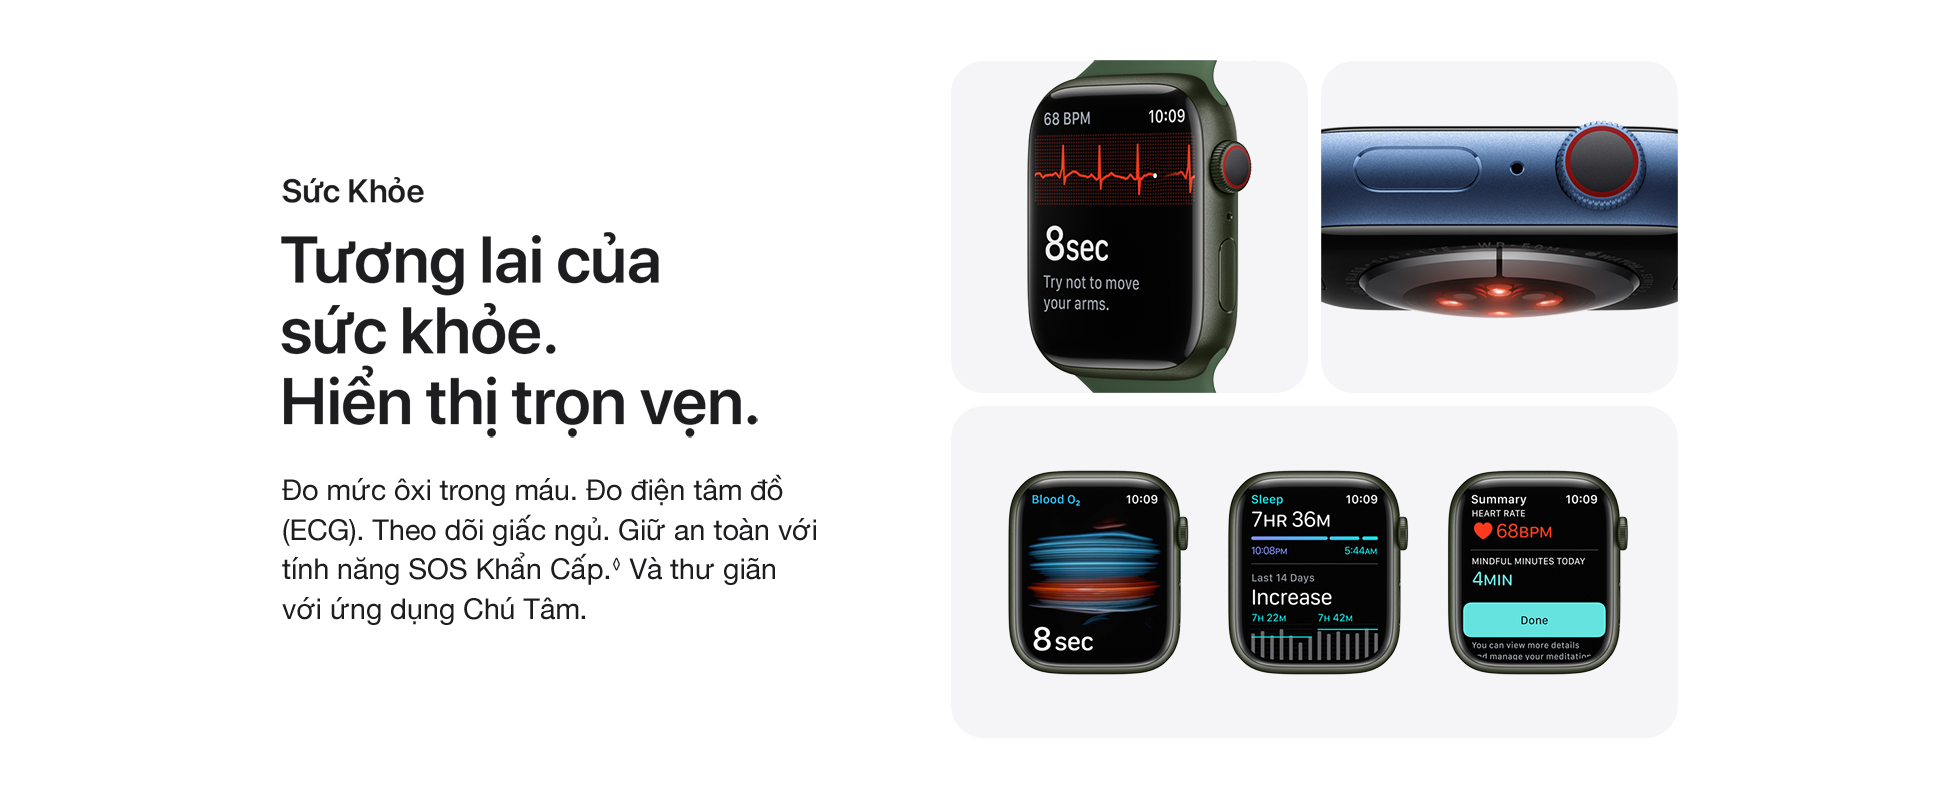 Sức Khỏe
Tương lai của
sức khỏe.
Hiển thị trọn vẹn.
Đo mức ôxi trong máu. Đo điện tâm đồ
(ECG). Theo dõi giấc ngủ. Giữ an toàn với
tính năng SOS Khẩn Cấp.◊ Và thư giãn
với ứng dụng Chú Tâm.
68 BPM 10:09
8sec
Try not to move
your arms.
Blood O₂ 10:09
8 sec
Sleep 10:09
7HR 36M
10:08PM 5:44AM
Last 14 Days
Increase
7H 22M 7H 42M
Summary 10:09
HEART RATE
68BPM
MINDFUL MINUTES TODAY
4MIN
Done
You can view more details
and manage your meditation